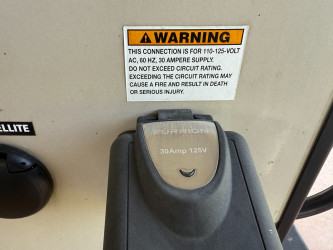 WARNING
THIS CONNECTION IS FOR 110-125-VOLT
AC, 60 HZ, 30 AMPERE SUPPLY.
DO NOT EXCEED CIRCUIT RATING.
EXCEEDING THE CIRCUIT RATING MAY
CAUSE A FIRE AND RESULT IN DEATH
OR SERIOUS INJURY.
ELLITE
FURRION
30Amp 125V